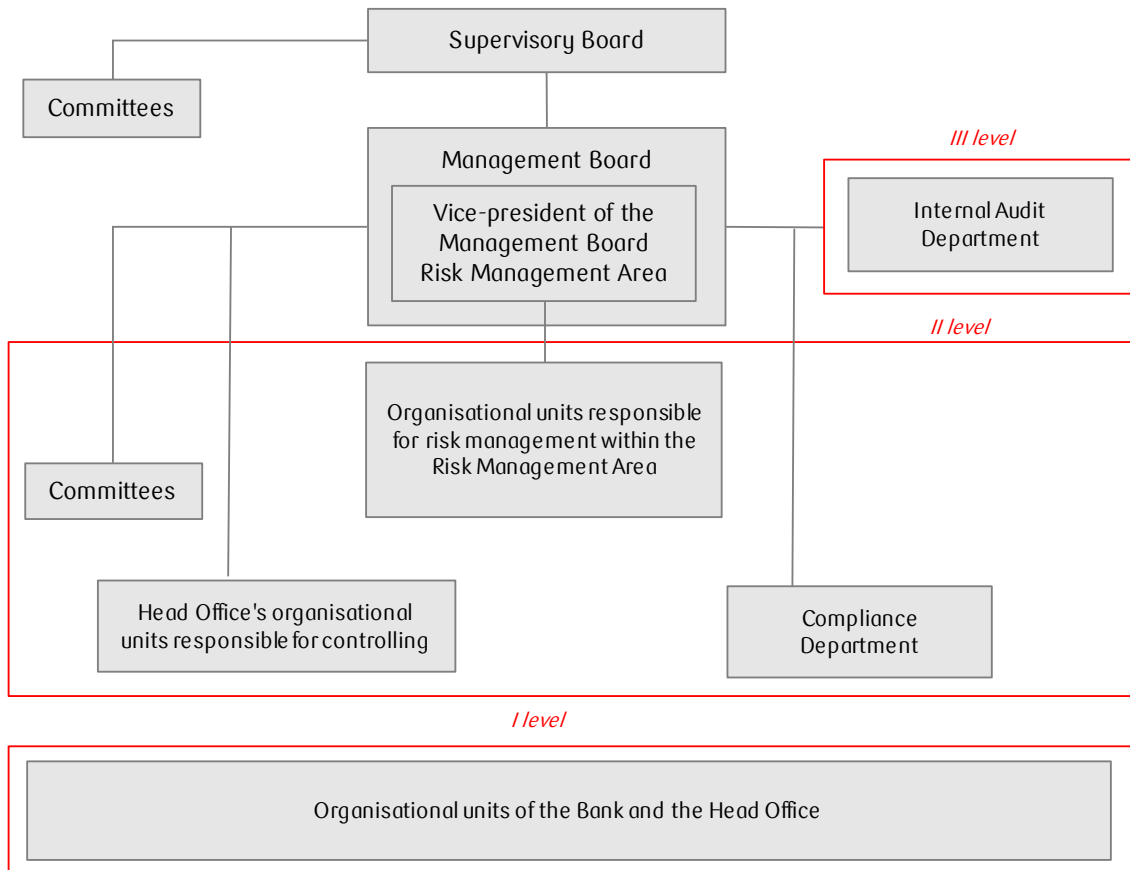 Supervisory Board
Committees
Management Board
III level
Vice-president of the
Management Board
Risk Management Area
Internal Audit
Department
II level
Organisational units responsible
for risk management within the
Risk Management Area
Committees
Head Office's organisational
units responsible for controlling
Compliance
Department
I level
Organisational units of the Bank and the Head Office